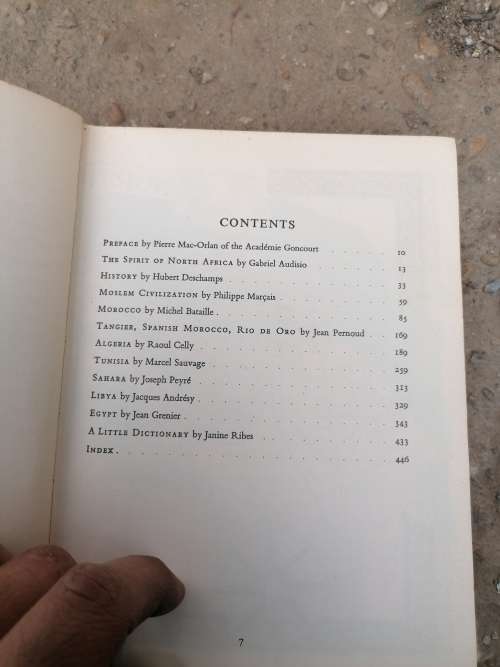 CONTENTS
PREFACE by Pierre Mac-Orlan of the Académie Goncourt . . . . . . 10
THE SPIRIT OF NORTH AFRICA by Gabriel Audisio . . . . . . . 13
HISTORY by Hubert Deschamps . . . . . . . . . . . . 33
MOSLEM CIVILIZATION by Philippe Marçais . . . . . . . . . 59
MOROCCO by Michel Bataille . . . . . . . . . . . . . 85
TANGIER, SPANISH MOROCCO, RIO DE ORO by Jean Pernoud . . . 169
ALGERIA by Raoul Celly . . . . . . . . . . . . . 189
TUNISIA by Marcel Sauvage . . . . . . . . . . . . 259
SAHARA by Joseph Peyré . . . . . . . . . . . . . 313
LIBYA by Jacques Andrésy . . . . . . . . . . . . . 329
EGYPT by Jean Grenier . . . . . . . . . . . . . . 343
A LITTLE DICTIONARY by Janine Ribes . . . . . . . . . 433
INDEX . . . . . . . . . . . . . . . . . 446
7